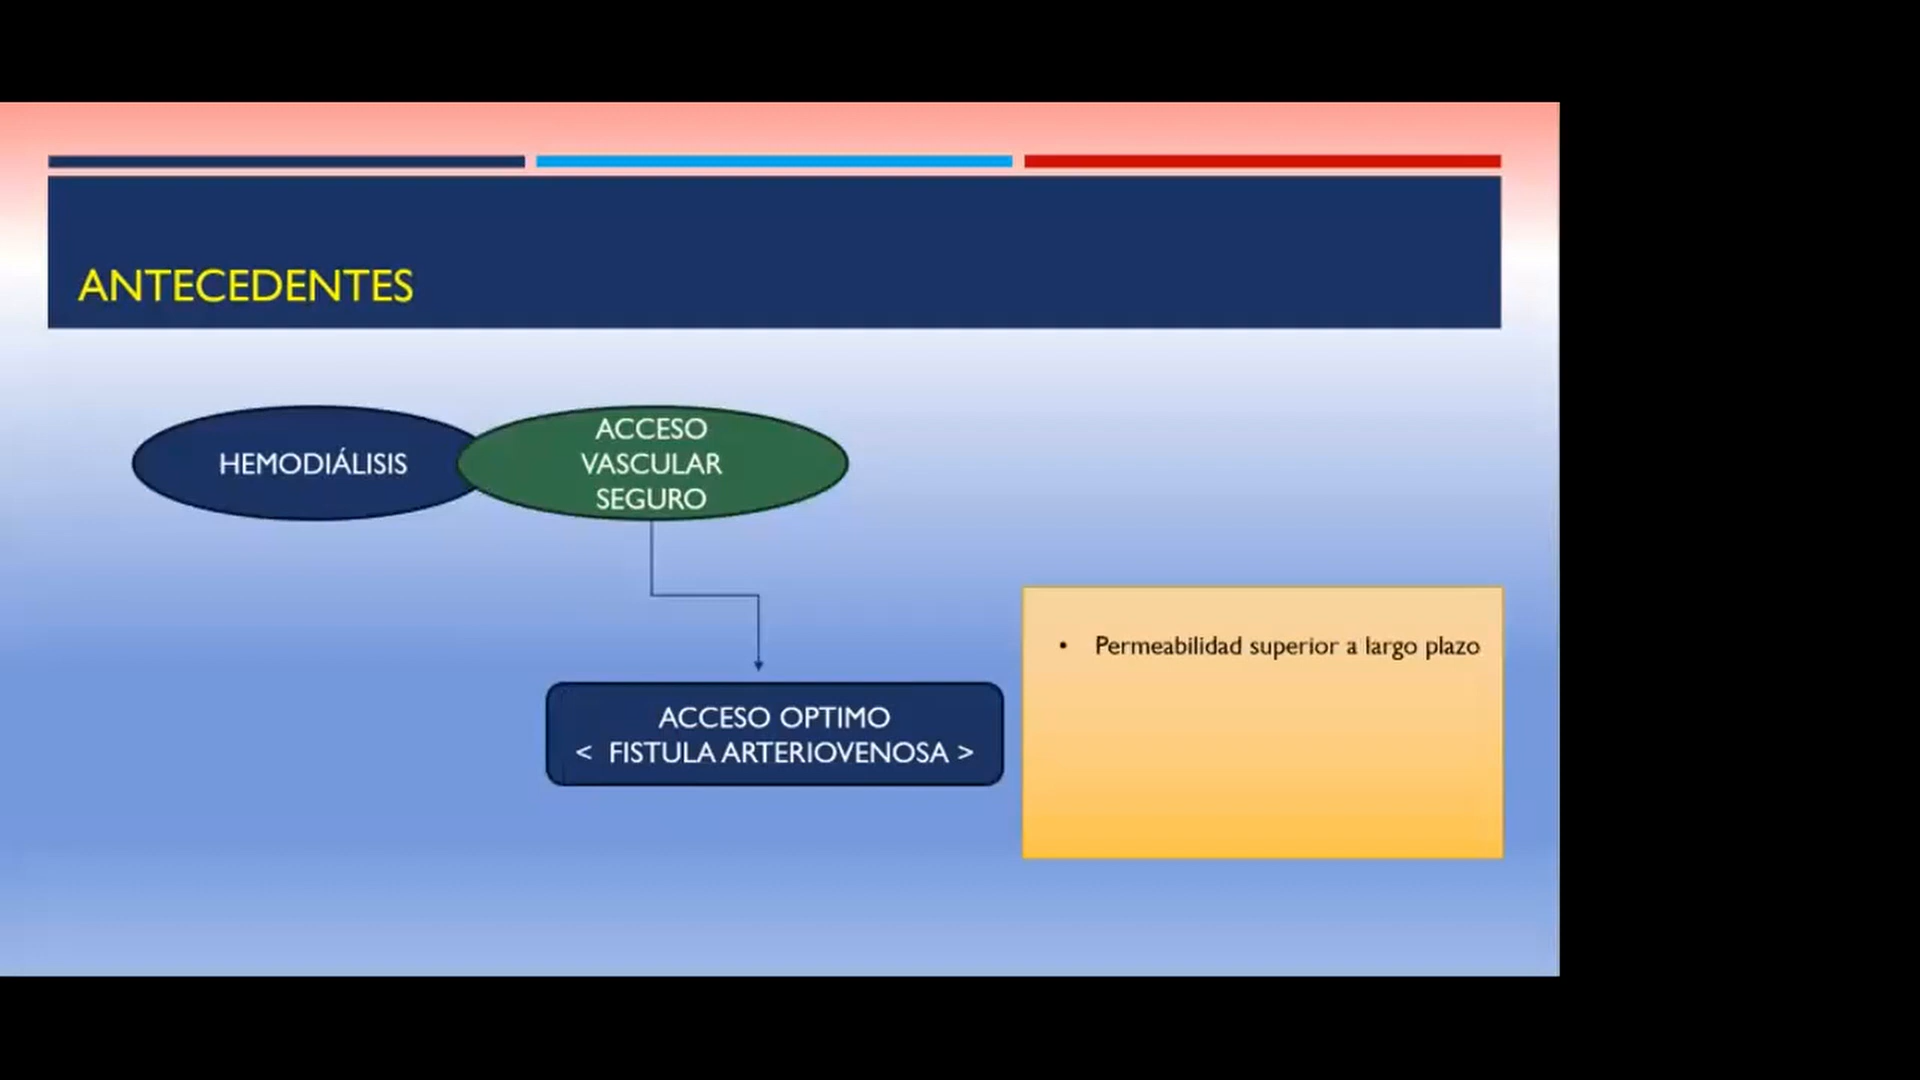 ANTECEDENTES
HEMODIÁLISIS
ACCESO
VASCULAR
SEGURO
ACCESO OPTIMO
< FISTULA ARTERIOVENOSA >
• Permeabilidad superior a largo plazo